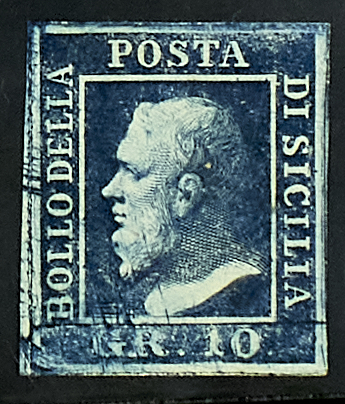 BOLLO DELLA
POSTA
DI SICILIA
GR. 10